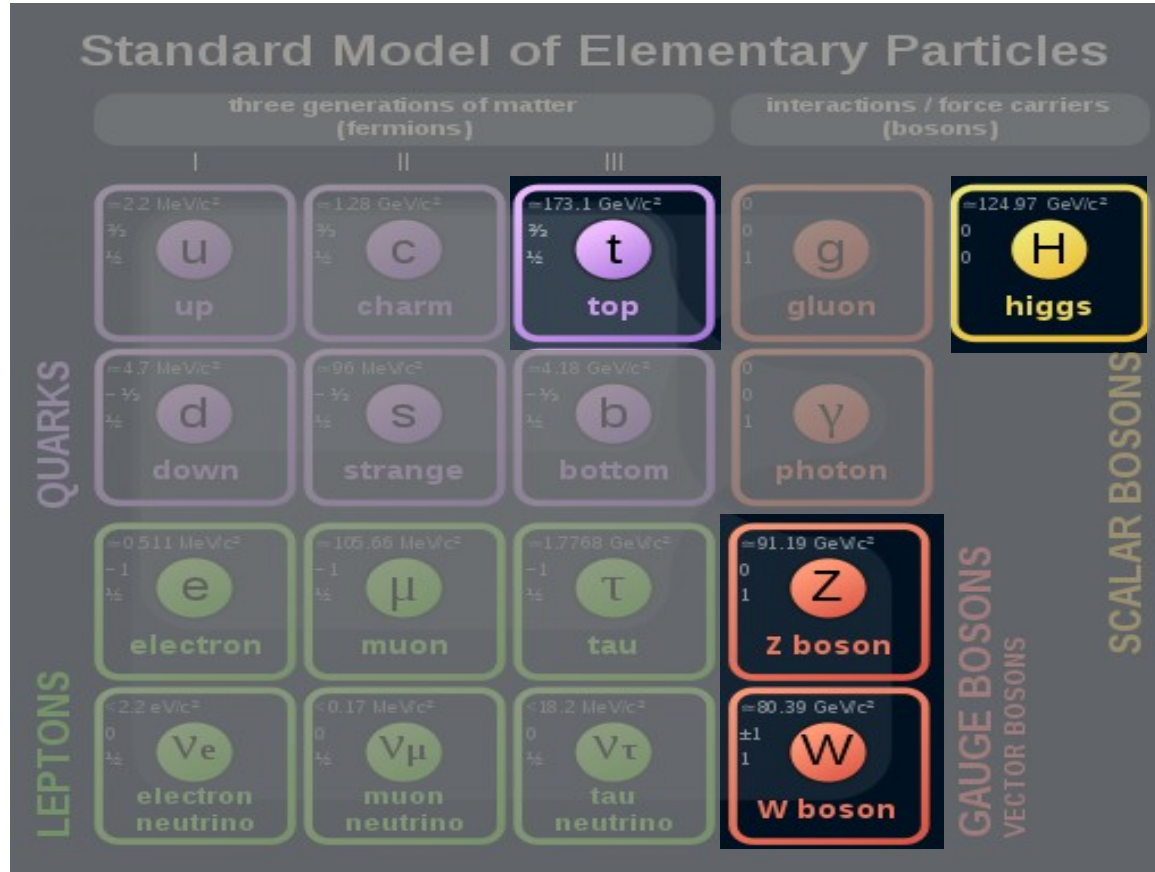 Standard Model of Elementary Particles
three generations of matter
(fermions)
interactions / force carriers
(bosons)
I
II
III
≃2.2 MeV/c²
⅔
½
u
up
≃1.28 GeV/c²
⅔
½
c
charm
≃173.1 GeV/c²
⅔
½
t
top
0
0
1
g
gluon
≃124.97 GeV/c²
0
0
H
higgs
≃4.7 MeV/c²
-⅓
½
d
down
≃96 MeV/c²
-⅓
½
s
strange
≃4.18 GeV/c²
-⅓
½
b
bottom
0
0
1
γ
photon
≃0.511 MeV/c²
-1
½
e
electron
≃105.66 MeV/c²
-1
½
μ
muon
≃1.7768 GeV/c²
-1
½
τ
tau
≃91.19 GeV/c²
0
1
Z
Z boson
<2.2 eV/c²
0
½
νe
electron
neutrino
<0.17 MeV/c²
0
½
νμ
muon
neutrino
<18.2 MeV/c²
0
½
ντ
tau
neutrino
≃80.39 GeV/c²
±1
1
W
W boson
QUARKS
LEPTONS
GAUGE BOSONS
VECTOR BOSONS
SCALAR BOSONS